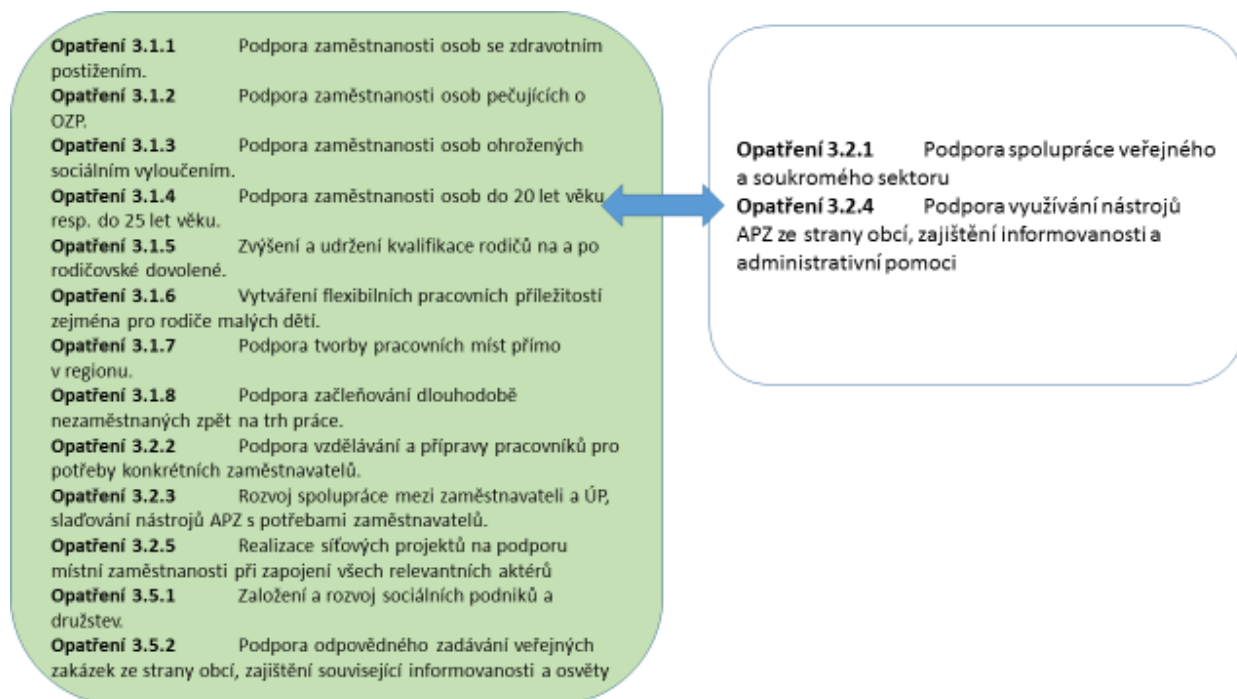 Opatření 3.1.1 Podpora zaměstnanosti osob se zdravotním
postižením.
Opatření 3.1.2 Podpora zaměstnanosti osob pečujících o
OZP.
Opatření 3.1.3 Podpora zaměstnanosti osob ohrožených
sociálním vyloučením.
Opatření 3.1.4 Podpora zaměstnanosti osob do 20 let věku
resp. do 25 let věku.
Opatření 3.1.5 Zvýšení a udržení kvalifikace rodičů na a po
rodičovské dovolené.
Opatření 3.1.6 Vytváření flexibilních pracovních příležitostí
zejména pro rodiče malých dětí.
Opatření 3.1.7 Podpora tvorby pracovních míst přímo
v regionu.
Opatření 3.1.8 Podpora začleňování dlouhodobě
nezaměstnaných zpět na trh práce.
Opatření 3.2.2 Podpora vzdělávání a přípravy pracovníků pro
potřeby konkrétních zaměstnavatelů.
Opatření 3.2.3 Rozvoj spolupráce mezi zaměstnavateli a ÚP,
slaďování nástrojů APZ s potřebami zaměstnavatelů.
Opatření 3.2.5 Realizace síťových projektů na podporu
místní zaměstnanosti při zapojení všech relevantních aktérů
Opatření 3.5.1 Založení a rozvoj sociálních podniků a
družstev.
Opatření 3.5.2 Podpora odpovědného zadávání veřejných
zakázek ze strany obcí, zajištění související informovanosti a osvěty
Opatření 3.2.1 Podpora spolupráce veřejného
a soukromého sektoru
Opatření 3.2.4 Podpora využívání nástrojů
APZ ze strany obcí, zajištění informovanosti a
administrativní pomoci